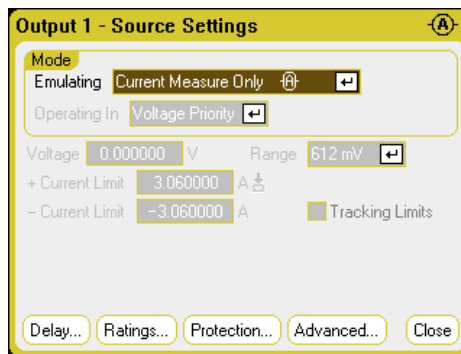 Output 1 - Source Settings A
Mode
Emulating Current Measure Only A
Operating In Voltage Priority
Voltage 0.000000 V Range 612 mV
+ Current Limit 3.060000 A
- Current Limit -3.060000 A Tracking Limits
Delay... Ratings... Protection... Advanced... Close